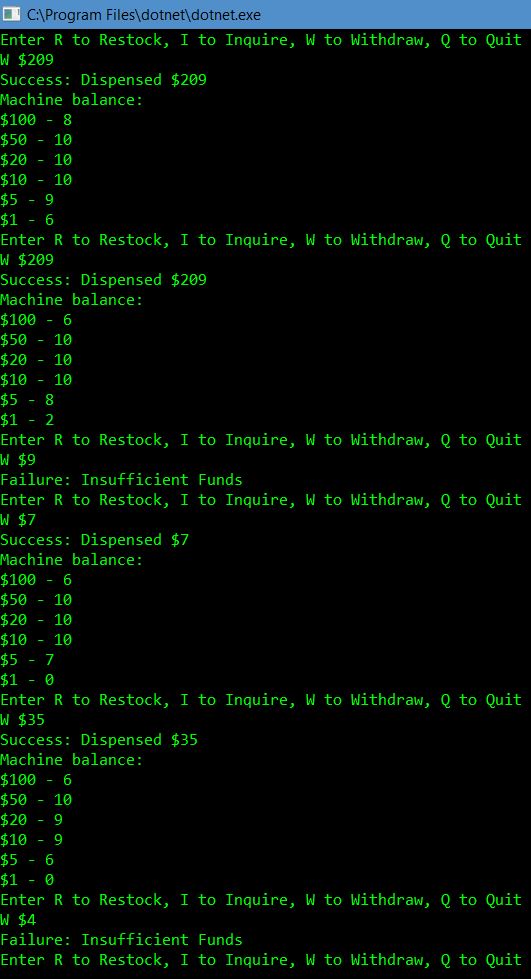 C:\Program Files\dotnet\dotnet.exe
Enter R to Restock, I to Inquire, W to Withdraw, Q to Quit
W $209
Success: Dispensed $209
Machine balance:
$100 - 8
$50 - 10
$20 - 10
$10 - 10
$5 - 9
$1 - 6
Enter R to Restock, I to Inquire, W to Withdraw, Q to Quit
W $209
Success: Dispensed $209
Machine balance:
$100 - 6
$50 - 10
$20 - 10
$10 - 10
$5 - 8
$1 - 2
Enter R to Restock, I to Inquire, W to Withdraw, Q to Quit
W $9
Failure: Insufficient Funds
Enter R to Restock, I to Inquire, W to Withdraw, Q to Quit
W $7
Success: Dispensed $7
Machine balance:
$100 - 6
$50 - 10
$20 - 10
$10 - 10
$5 - 7
$1 - 0
Enter R to Restock, I to Inquire, W to Withdraw, Q to Quit
W $35
Success: Dispensed $35
Machine balance:
$100 - 6
$50 - 10
$20 - 9
$10 - 9
$5 - 6
$1 - 0
Enter R to Restock, I to Inquire, W to Withdraw, Q to Quit
W $4
Failure: Insufficient Funds
Enter R to Restock, I to Inquire, W to Withdraw, Q to Quit